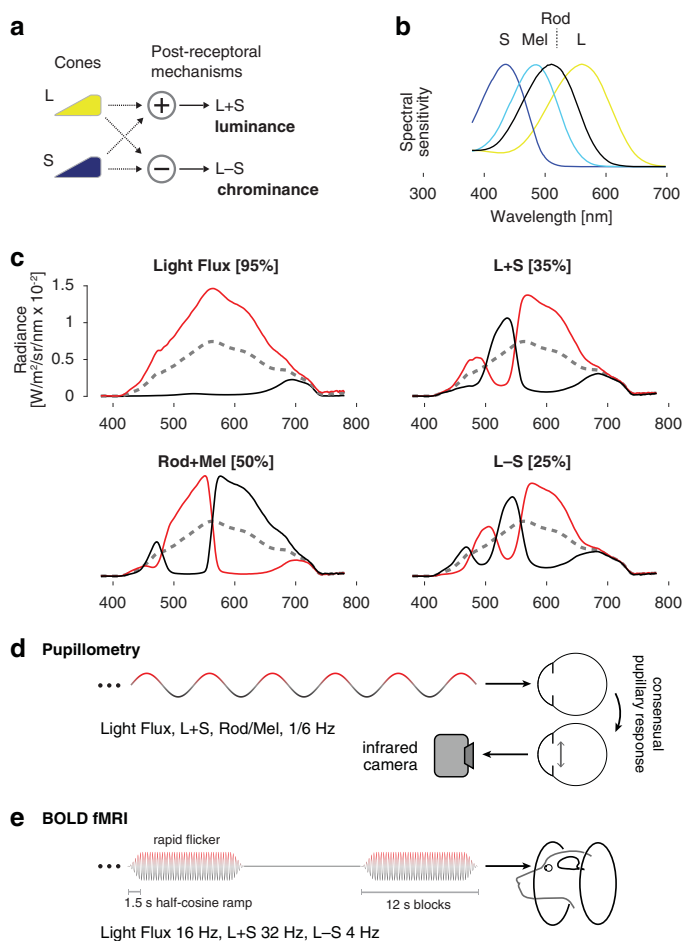 a
Cones
Post-receptoral
mechanisms
L
+
L+S
luminance
S
−
L–S
chrominance
b
Rod
S
Mel
L
Spectral
sensitivity
300
400
500
600
700
Wavelength [nm]
c
Light Flux [95%]
L+S [35%]
Radiance
[W/m²/sr/nm x 10⁻²]
1.5
1
0.5
0
400 500 600 700 800
400 500 600 700 800
Rod+Mel [50%]
L–S [25%]
400 500 600 700 800
400 500 600 700 800
d Pupillometry
•••
Light Flux, L+S, Rod/Mel, 1/6 Hz
infrared
camera
consensual
pupillary response
e BOLD fMRI
rapid flicker
•••
1.5 s half-cosine ramp
12 s blocks
Light Flux 16 Hz, L+S 32 Hz, L–S 4 Hz